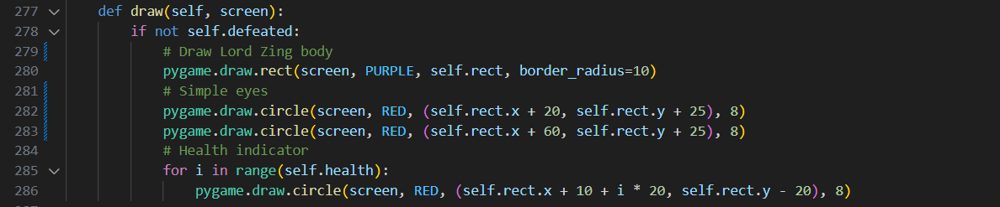 277 def draw(self, screen):
278 if not self.defeated:
279 # Draw Lord Zing body
280 pygame.draw.rect(screen, PURPLE, self.rect, border_radius=10)
281 # Simple eyes
282 pygame.draw.circle(screen, RED, (self.rect.x + 20, self.rect.y + 25), 8)
283 pygame.draw.circle(screen, RED, (self.rect.x + 60, self.rect.y + 25), 8)
284 # Health indicator
285 for i in range(self.health):
286 pygame.draw.circle(screen, RED, (self.rect.x + 10 + i * 20, self.rect.y - 20), 8)